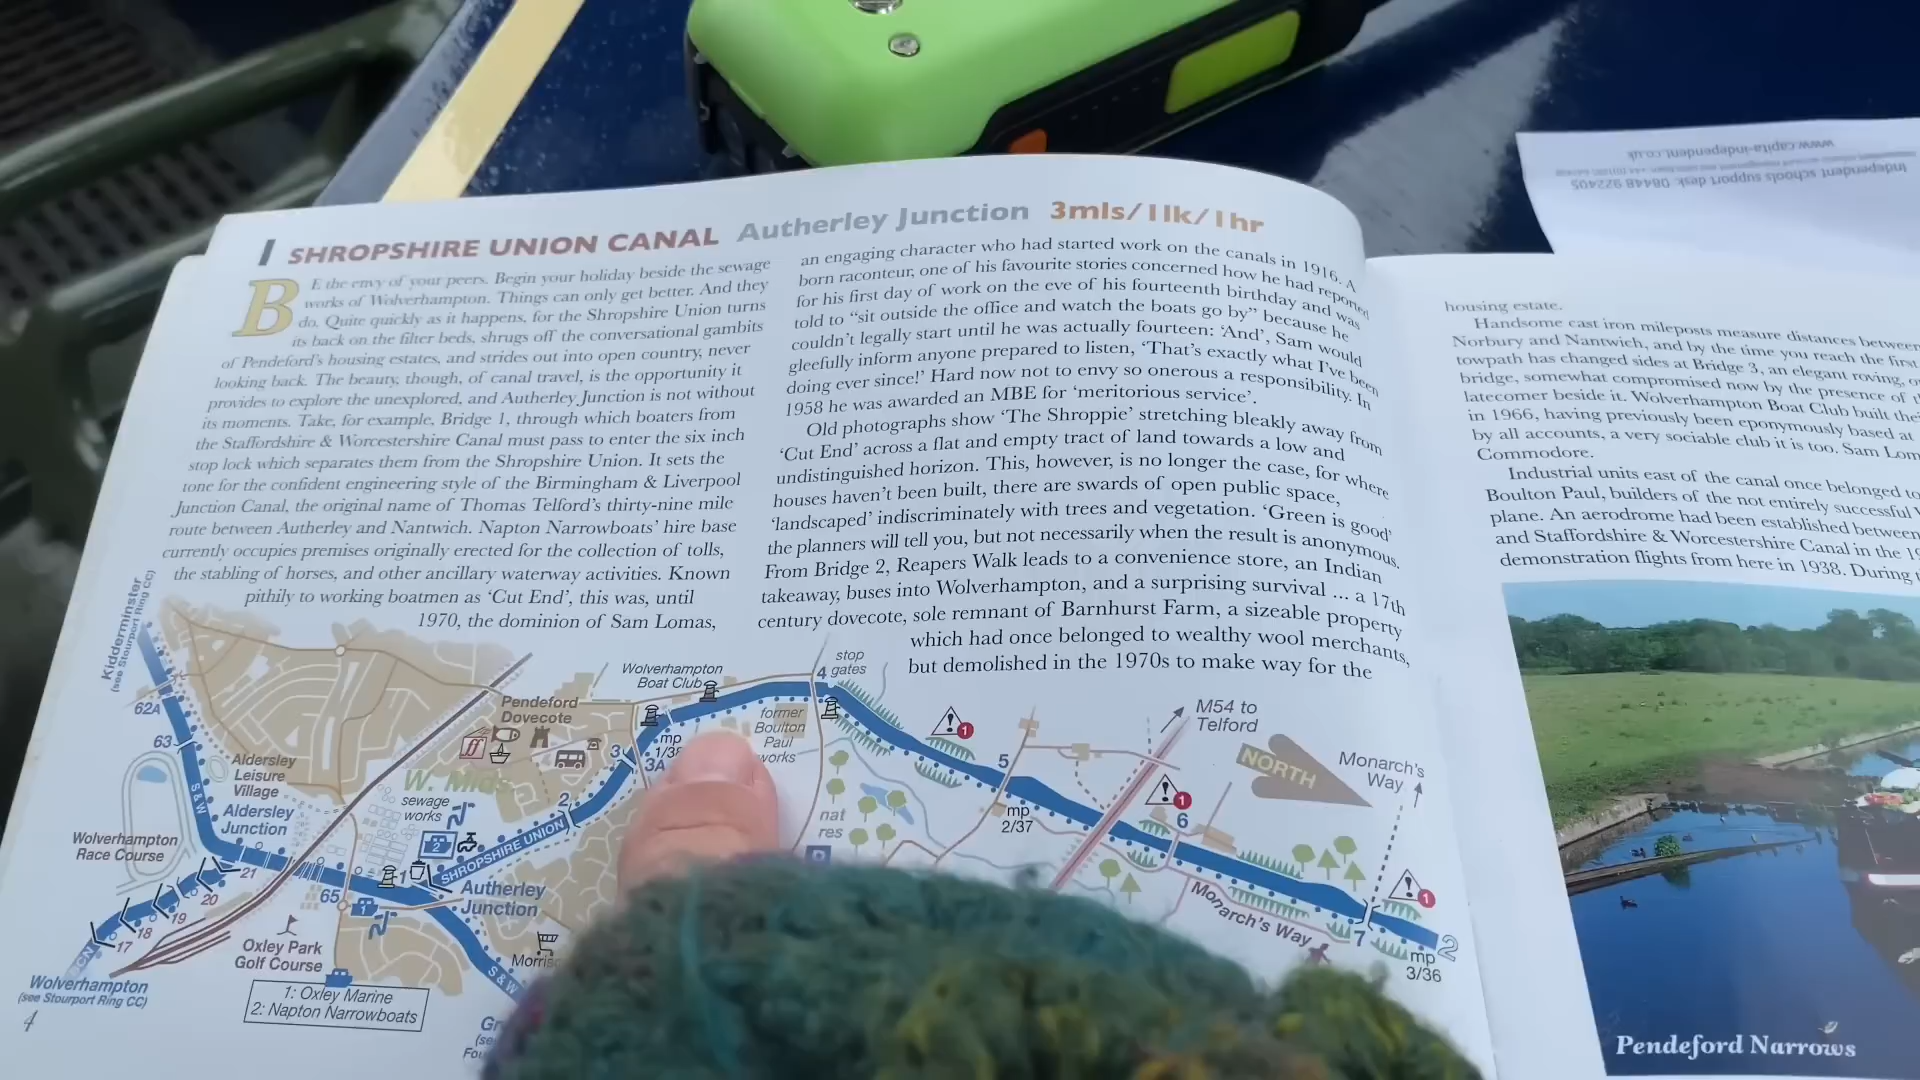 1 SHROPSHIRE UNION CANAL Autherley Junction 3mls/1lk/1hr
BE the envy of your peers. Begin your holiday beside the sewage
works of Wolverhampton. Things can only get better. And they
do. Quite quickly as it happens, for the Shropshire Union turns
its back on the filter beds, shrugs off the conversational gambits
of Pendeford's housing estates, and strides out into open country, never
looking back. The beauty, though, of canal travel, is the opportunity it
provides to explore the unexplored, and Autherley Junction is not without
its moments. Take, for example, Bridge 1, through which boaters from
the Staffordshire & Worcestershire Canal must pass to enter the six inch
stop lock which separates them from the Shropshire Union. It sets the
tone for the confident engineering style of the Birmingham & Liverpool
Junction Canal, the original name of Thomas Telford's thirty-nine mile
route between Autherley and Nantwich. Napton Narrowboats' hire base
currently occupies premises originally erected for the collection of tolls,
the stabling of horses, and other ancillary waterway activities. Known
pithily to working boatmen as 'Cut End', this was, until
1970, the dominion of Sam Lomas,
an engaging character who had started work on the canals in 1916. A
born raconteur, one of his favourite stories concerned how he had reported
for his first day of work on the eve of his fourteenth birthday and was
told to "sit outside the office and watch the boats go by" because he
couldn't legally start until he was actually fourteen: 'And', Sam would
gleefully inform anyone prepared to listen, 'That's exactly what I've been
doing ever since!' Hard now not to envy so onerous a responsibility. In
1958 he was awarded an MBE for 'meritorious service'.
Old photographs show 'The Shroppie' stretching bleakly away from
'Cut End' across a flat and empty tract of land towards a low and
undistinguished horizon. This, however, is no longer the case, for where
houses haven't been built, there are swards of open public space,
'landscaped' indiscriminately with trees and vegetation. 'Green is good'
the planners will tell you, but not necessarily when the result is anonymous.
From Bridge 2, Reapers Walk leads to a convenience store, an Indian
takeaway, buses into Wolverhampton, and a surprising survival ... a 17th
century dovecote, sole remnant of Barnhurst Farm, a sizeable property
which had once belonged to wealthy wool merchants,
but demolished in the 1970s to make way for the
Kidderminster
(see Stourport Ring CC)
62A
63
S & W
Aldersley
Leisure
Village
Aldersley
Junction
Wolverhampton
Race Course
21
20
19
18
17
BCN
Wolverhampton
(see Stourport Ring CC)
65
Oxley Park
Golf Course
1: Oxley Marine
2: Napton Narrowboats
4
Pendeford
Dovecote
W. Mids
sewage
works
2
1
1
SHROPSHIRE UNION
2
Autherley
Junction
S & W
Wolverhampton
Boat Club
3
3A
mp
former
Boulton
Paul
works
4
stop
gates
nat
res
1
5
mp
2/37
M54 to
Telford
1
6
NORTH
Monarch's
Way
Monarch's Way
1
7
2
mp
3/36
housing estate.
Handsome cast iron mileposts measure distances between
Norbury and Nantwich, and by the time you reach the first
towpath has changed sides at Bridge 3, an elegant roving,
bridge, somewhat compromised now by the presence of
latecomer beside it. Wolverhampton Boat Club built
in 1966, having previously been eponymously based at
by all accounts, a very sociable club it is too. Sam
Commodore.
Industrial units east of the canal once belonged to
Boulton Paul, builders of the not entirely successful
plane. An aerodrome had been established between
and Staffordshire & Worcestershire Canal in the
demonstration flights from here in 1938. During
Pendeford Narrows
Independent schools support desk: 08448 922405
www.capita-independent.co.uk